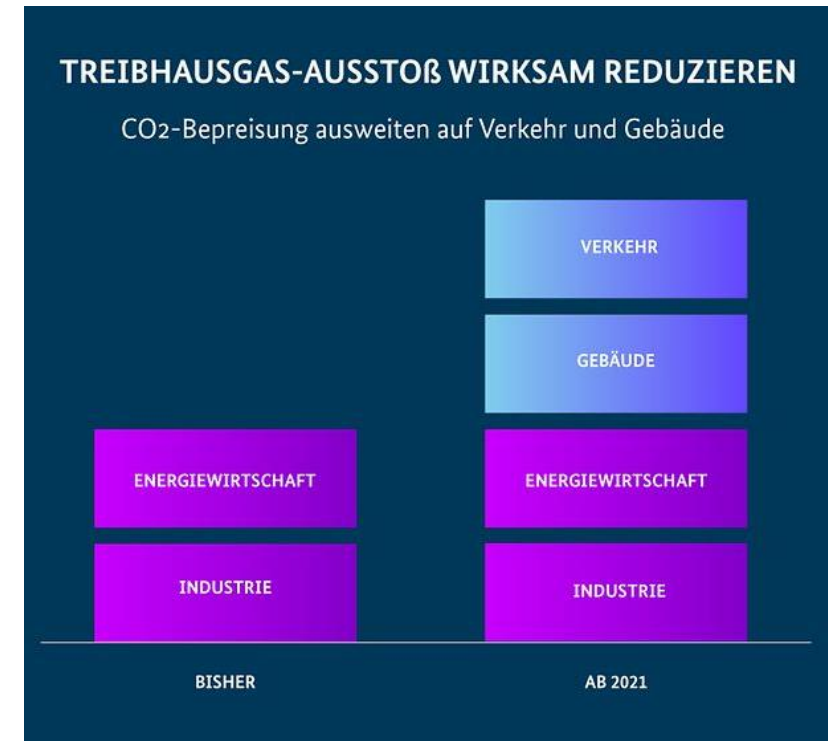 TREIBHAUSGAS-AUSSTOß WIRKSAM REDUZIEREN
CO2-Bepreisung ausweiten auf Verkehr und Gebäude
VERKEHR
GEBÄUDE
ENERGIEWIRTSCHAFT
ENERGIEWIRTSCHAFT
INDUSTRIE
INDUSTRIE
BISHER
AB 2021